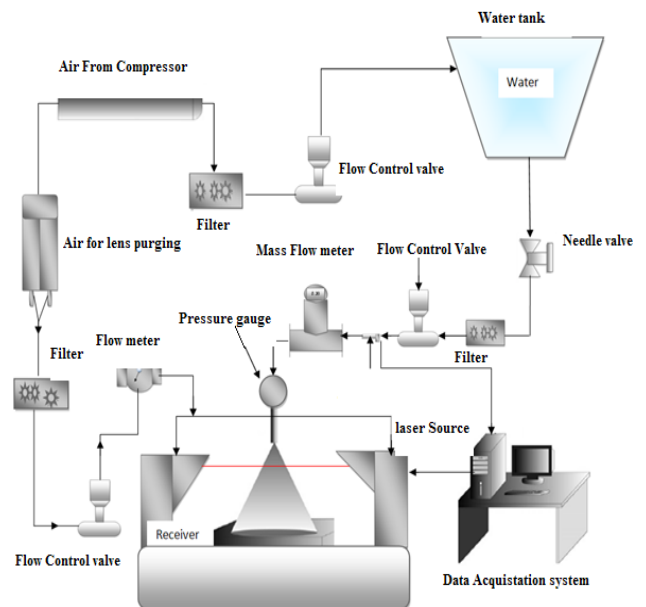 Water tank
Air From Compressor
Water
Flow Control valve
Filter
Air for lens purging
Mass Flow meter
Flow Control Valve
Needle valve
Pressure gauge
Filter
Flow meter
Filter
laser Source
Receiver
Flow Control valve
Data Acquistation system